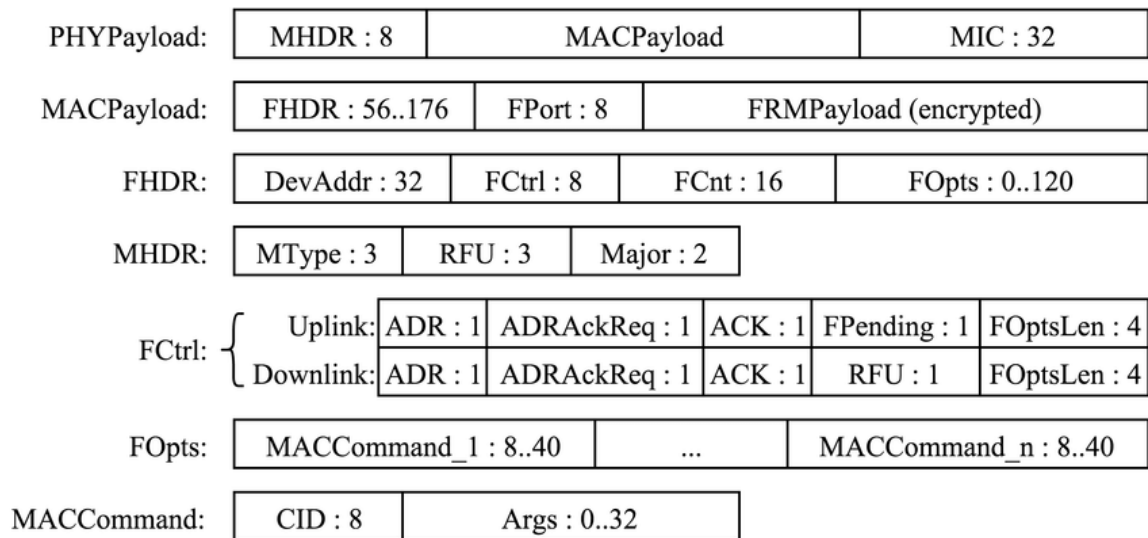 PHYPayload: MHDR : 8 MACPayload MIC : 32
MACPayload: FHDR : 56..176 FPort : 8 FRMPayload (encrypted)
FHDR: DevAddr : 32 FCtrl : 8 FCnt : 16 FOpts : 0..120
MHDR: MType : 3 RFU : 3 Major : 2
FCtrl: Uplink: ADR : 1 ADRAckReq : 1 ACK : 1 FPending : 1 FOptsLen : 4
Downlink: ADR : 1 ADRAckReq : 1 ACK : 1 RFU : 1 FOptsLen : 4
FOpts: MACCommand_1 : 8..40 ... MACCommand_n : 8..40
MACCommand: CID : 8 Args : 0..32